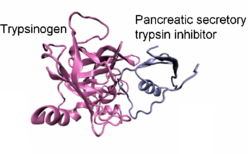 Trypsinogen
Pancreatic secretory
trypsin inhibitor